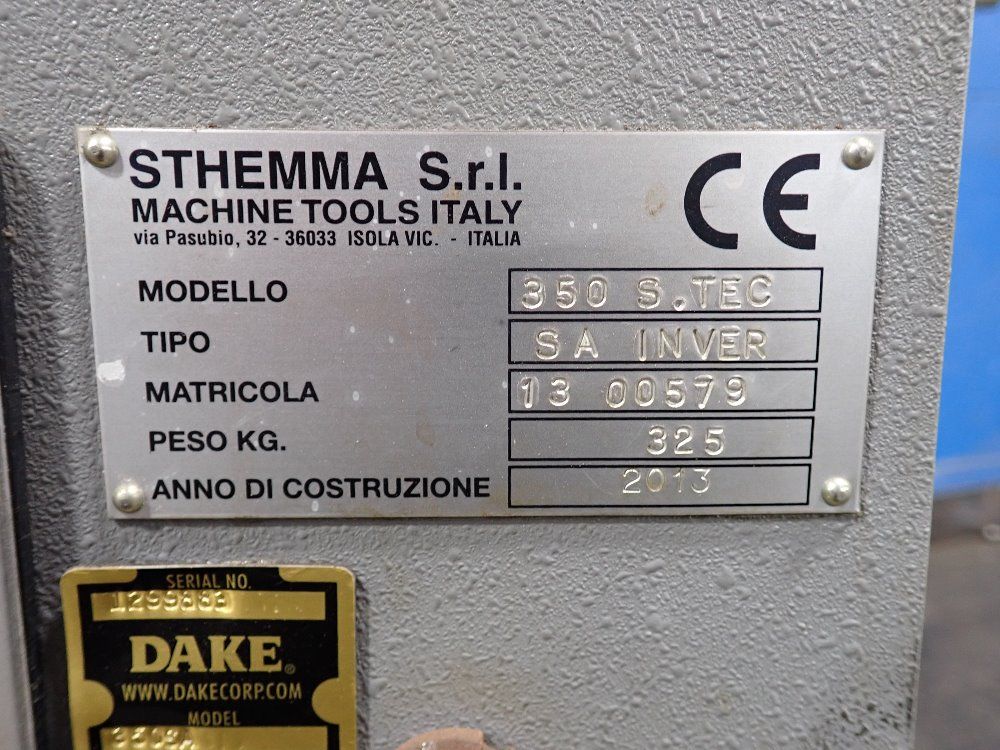 STHEMMA S.r.l.
MACHINE TOOLS ITALY
via Pasubio, 32 - 36033 ISOLA VIC. - ITALIA
CE
MODELLO 350 S.TEC
TIPO SA INVER
MATRICOLA 13 00579
PESO KG. 325
ANNO DI COSTRUZIONE 2013
SERIAL NO.
1299883
DAKE®
WWW.DAKECORP.COM
MODEL